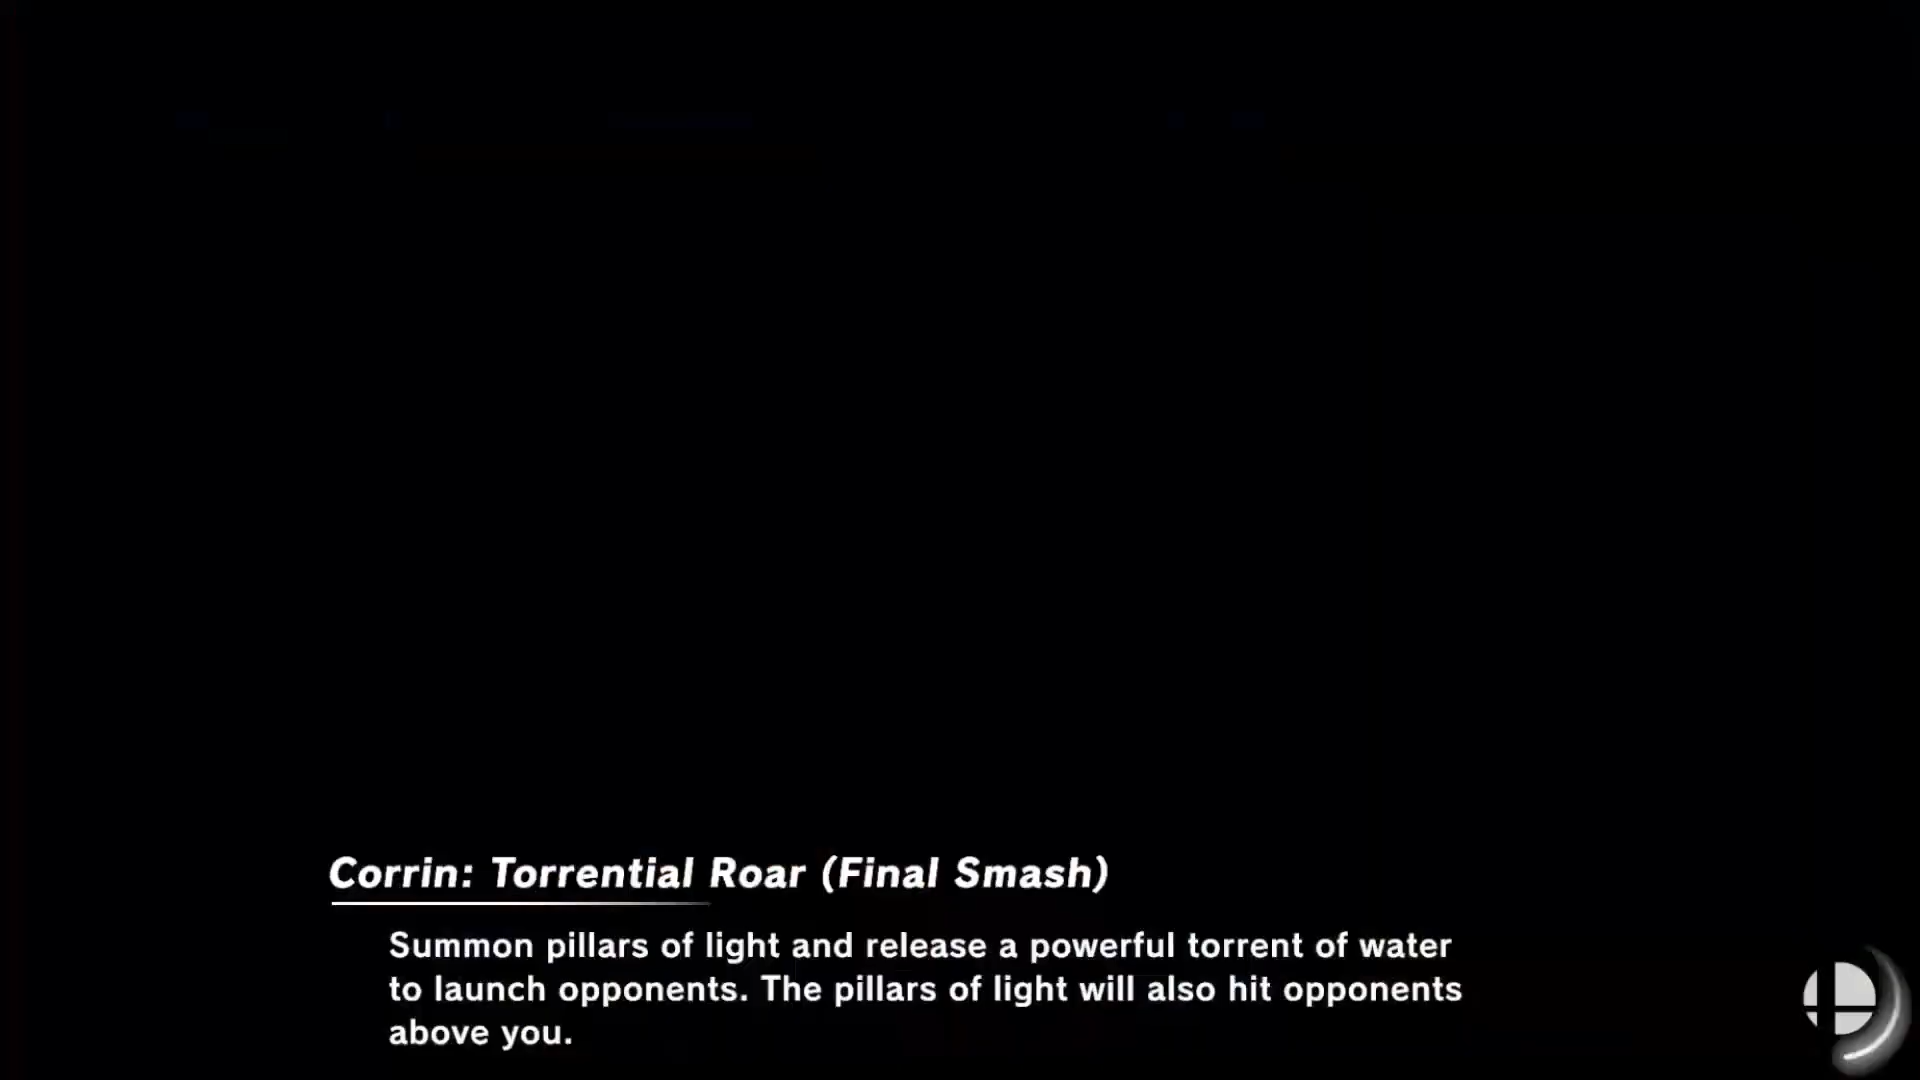 Corrin: Torrential Roar (Final Smash)
Summon pillars of light and release a powerful torrent of water
to launch opponents. The pillars of light will also hit opponents
above you.